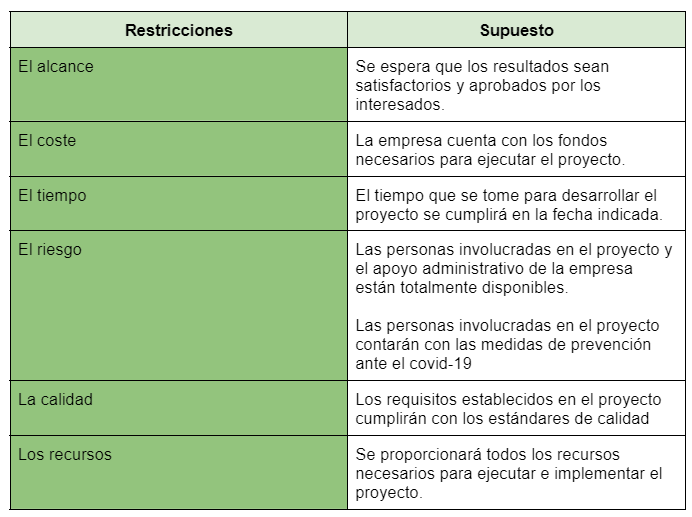 Restricciones
Supuesto
El alcance
Se espera que los resultados sean
satisfactorios y aprobados por los
interesados.
El coste
La empresa cuenta con los fondos
necesarios para ejecutar el proyecto.
El tiempo
El tiempo que se tome para desarrollar el
proyecto se cumplirá en la fecha indicada.
El riesgo
Las personas involucradas en el proyecto y
el apoyo administrativo de la empresa
están totalmente disponibles.
Las personas involucradas en el proyecto
contarán con las medidas de prevención
ante el covid-19
La calidad
Los requisitos establecidos en el proyecto
cumplirán con los estándares de calidad
Los recursos
Se proporcionará todos los recursos
necesarios para ejecutar e implementar el
proyecto.